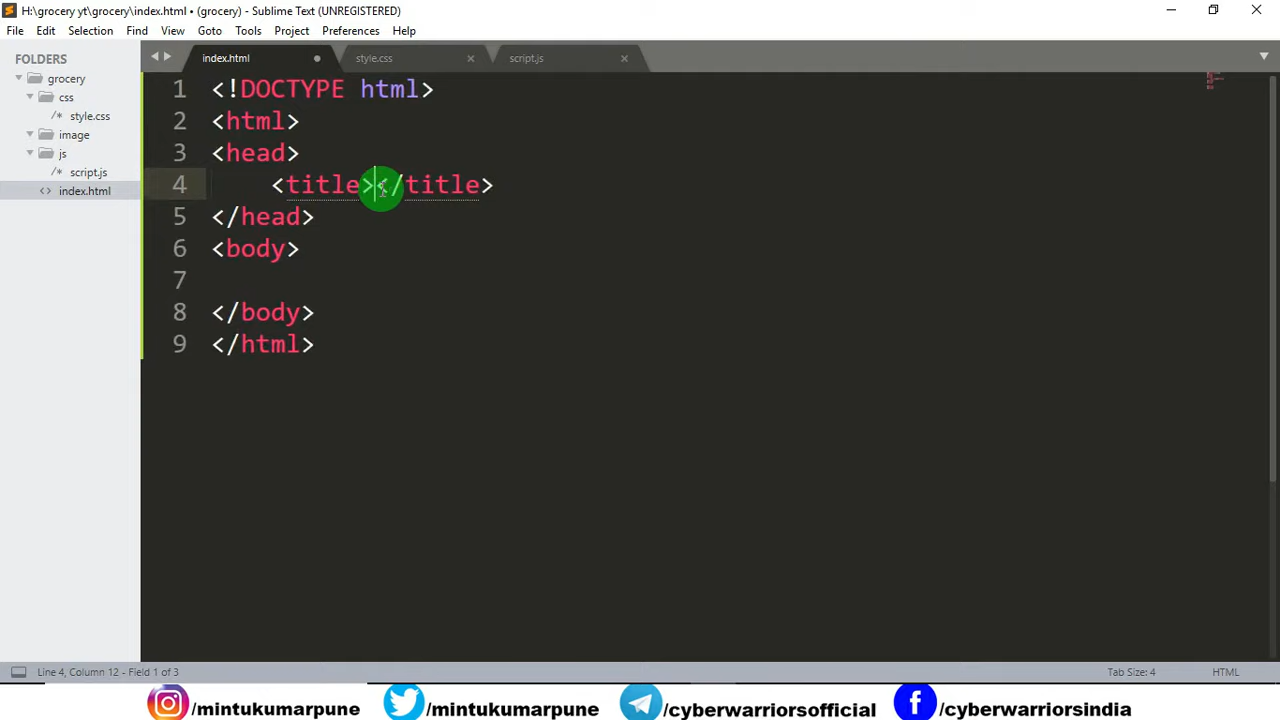 H:\grocery yt\grocery\index.html • (grocery) - Sublime Text (UNREGISTERED)
File Edit Selection Find View Goto Tools Project Preferences Help
FOLDERS
grocery
css
/* style.css
image
js
/* script.js
<> index.html
index.html style.css script.js
1 <!DOCTYPE html>
2 <html>
3 <head>
4 <title></title>
5 </head>
6 <body>
7
8 </body>
9 </html>
Line 4, Column 12 - Field 1 of 3 Tab Size: 4 HTML
/mintukumarpune /mintukumarpune /cyberwarriorsofficial /cyberwarriorsindia